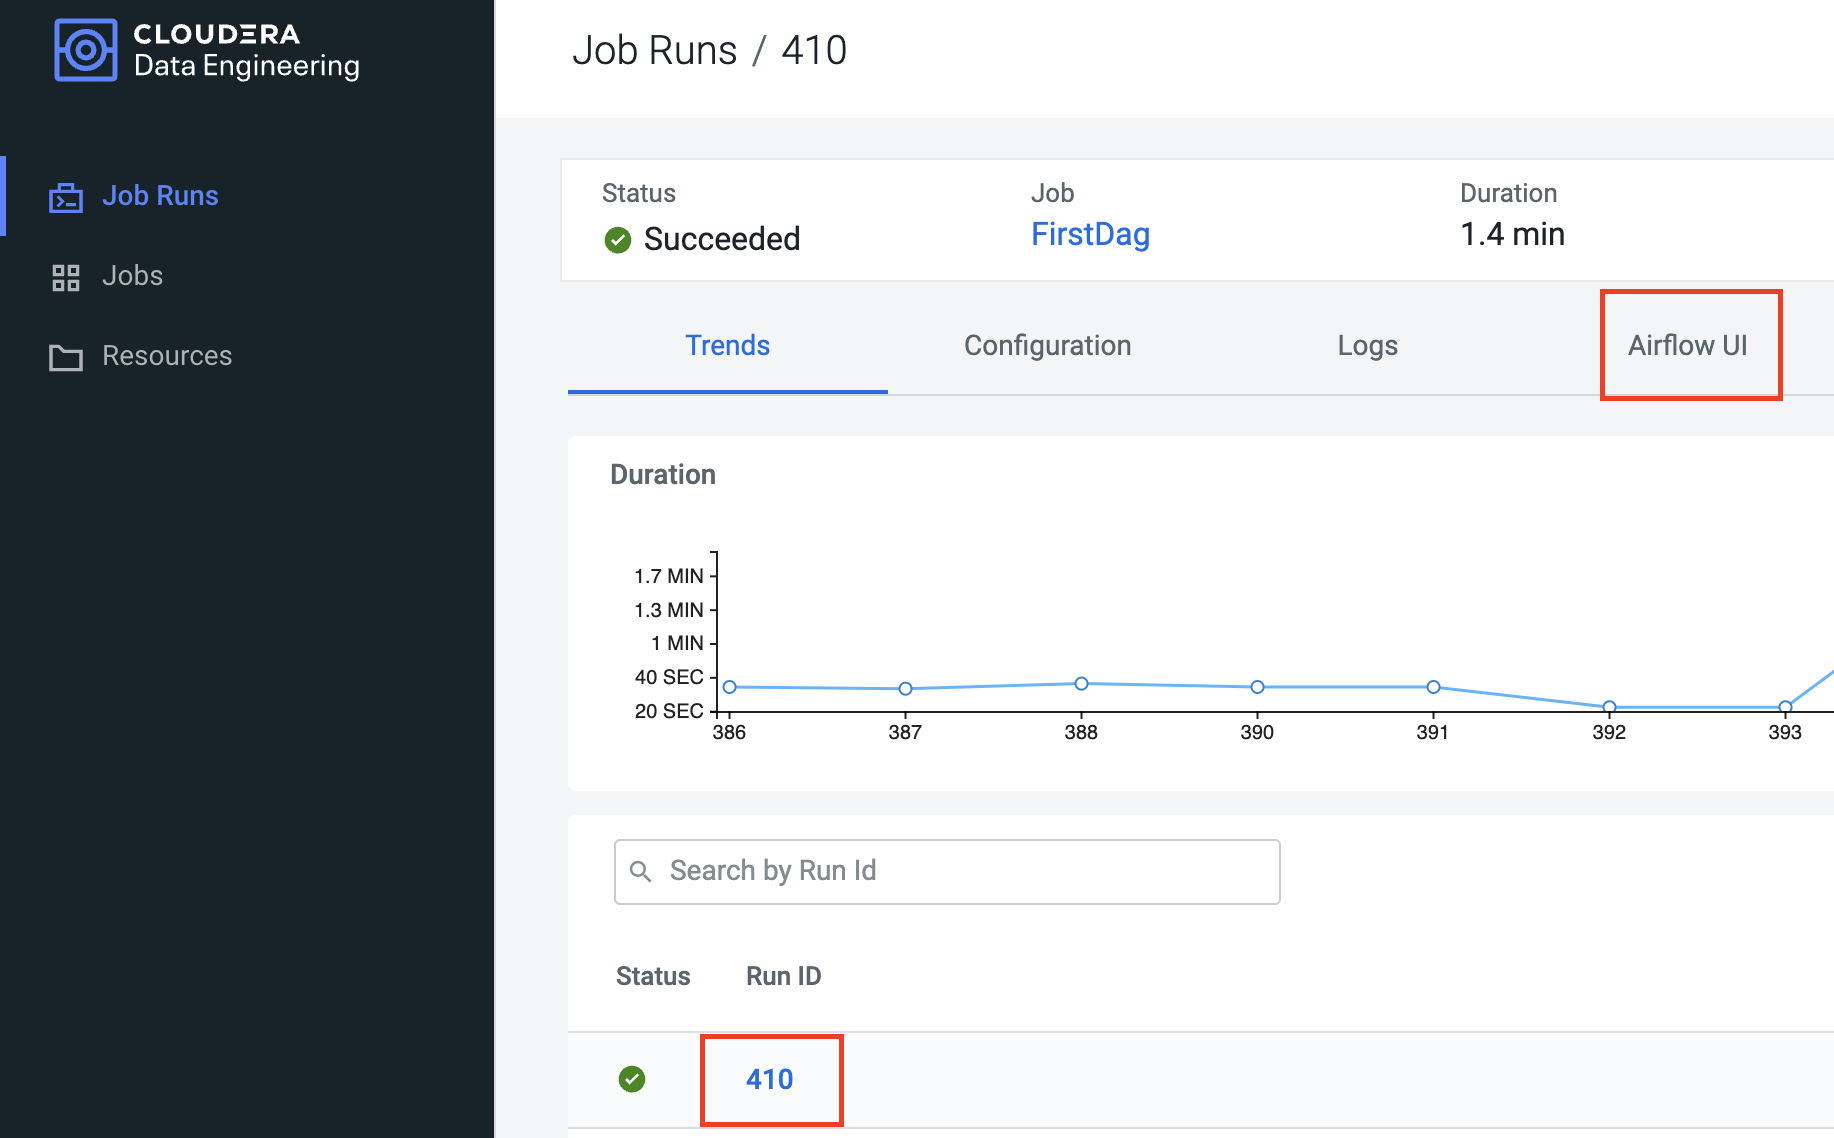 CLOUDERA
Data Engineering
Job Runs
Jobs
Resources
Job Runs / 410
Status
Succeeded
Job
FirstDag
Duration
1.4 min
Trends
Configuration
Logs
Airflow UI
Duration
1.7 MIN
1.3 MIN
1 MIN
40 SEC
20 SEC
386 387 388 390 391 392 393
Search by Run Id
Status Run ID
410